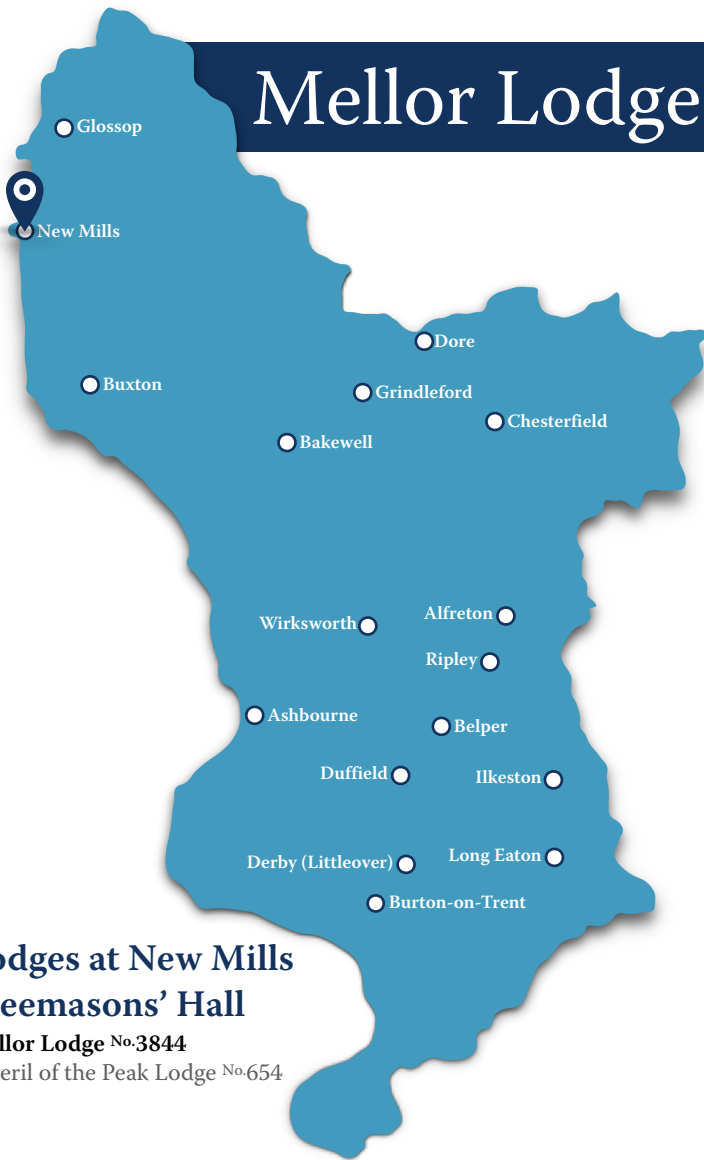 Mellor Lodge
Glossop
New Mills
Dore
Buxton
Grindleford
Chesterfield
Bakewell
Alfreton
Wirksworth
Ripley
Ashbourne
Belper
Duffield
Ilkeston
Derby (Littleover)
Long Eaton
Burton-on-Trent
odges at New Mills
eemasons’ Hall
llor Lodge No.3844
eril of the Peak Lodge No.654